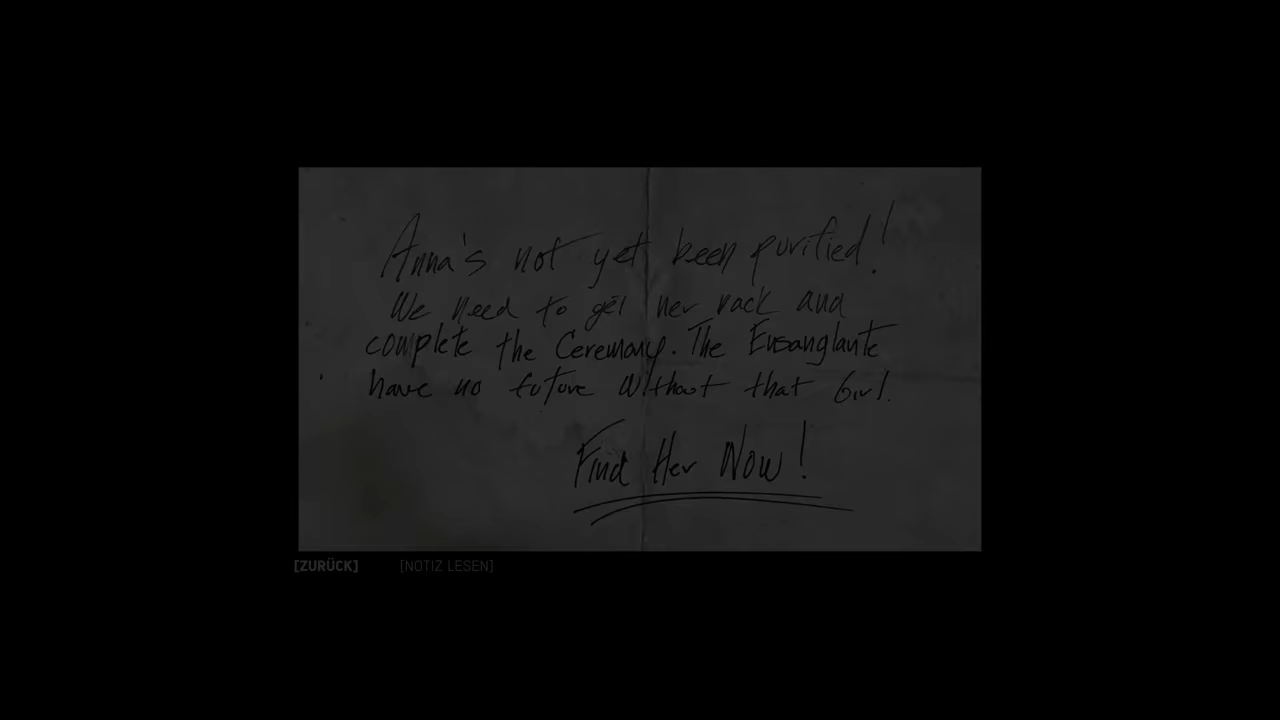 Anna's not yet been purified!
We need to get her back and
complete the Ceremony. The Ensanglante
have no future without that Girl.
Find Her Now!
[ZURÜCK] [NOTIZ LESEN]